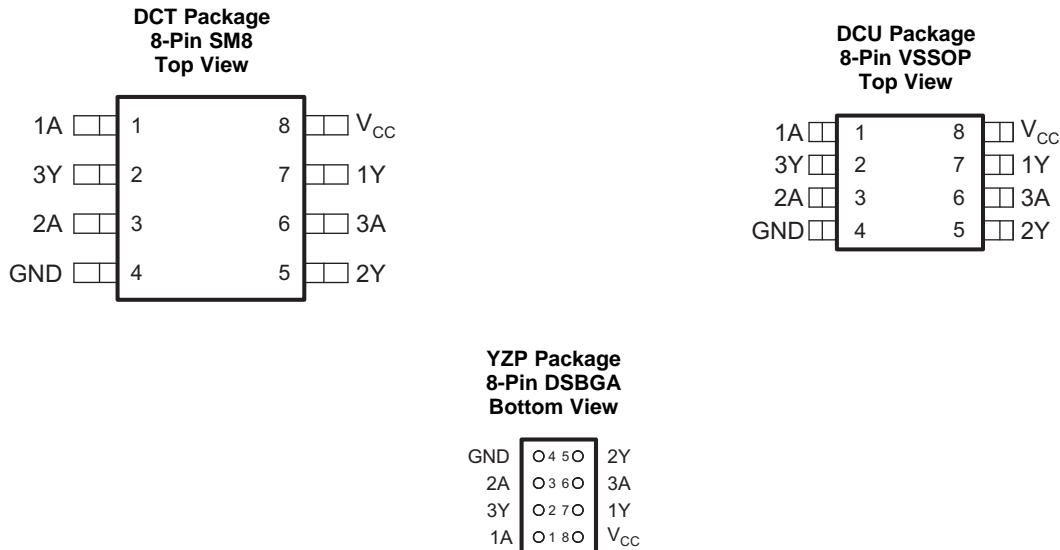 DCT Package
8-Pin SM8
Top View
1A 1 8 VCC
3Y 2 7 1Y
2A 3 6 3A
GND 4 5 2Y
DCU Package
8-Pin VSSOP
Top View
1A 1 8 VCC
3Y 2 7 1Y
2A 3 6 3A
GND 4 5 2Y
YZP Package
8-Pin DSBGA
Bottom View
GND 4 5 2Y
2A 3 6 3A
3Y 2 7 1Y
1A 1 8 VCC